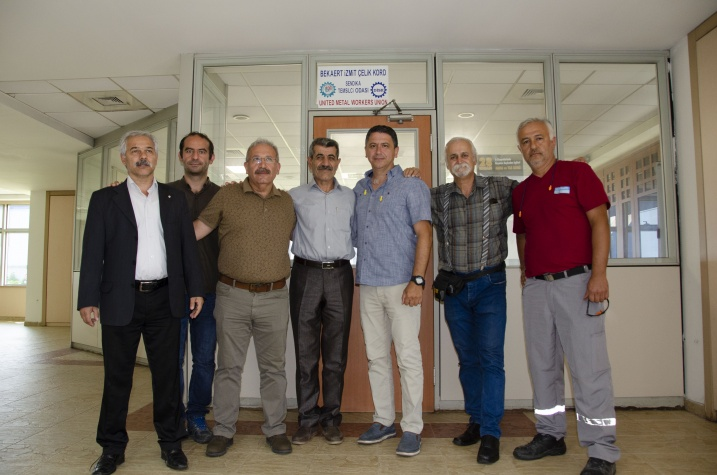 BEKAERT İZMİT ÇELİK KORD
SENDİKA
TEMSİLCİ ODASI
UNITED METAL WORKERS UNION